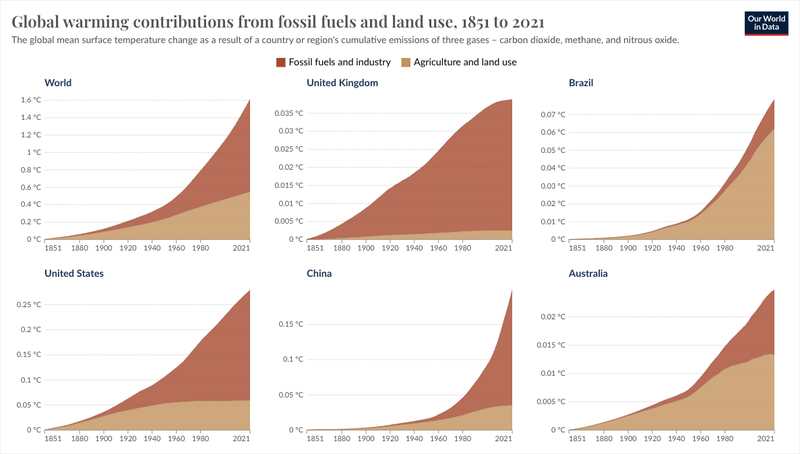 Global warming contributions from fossil fuels and land use, 1851 to 2021
Our World
in Data
The global mean surface temperature change as a result of a country or region's cumulative emissions of three gases – carbon dioxide, methane, and nitrous oxide.
Fossil fuels and industry
Agriculture and land use
World
1.6 °C
1.4 °C
1.2 °C
1 °C
0.8 °C
0.6 °C
0.4 °C
0.2 °C
0 °C
1851 1880 1900 1920 1940 1960 1980 2021
United Kingdom
0.035 °C
0.03 °C
0.025 °C
0.02 °C
0.015 °C
0.01 °C
0.005 °C
0 °C
1851 1880 1900 1920 1940 1960 1980 2021
Brazil
0.07 °C
0.06 °C
0.05 °C
0.04 °C
0.03 °C
0.02 °C
0.01 °C
0 °C
1851 1880 1900 1920 1940 1960 1980 2021
United States
0.25 °C
0.2 °C
0.15 °C
0.1 °C
0.05 °C
0 °C
1851 1880 1900 1920 1940 1960 1980 2021
China
0.15 °C
0.1 °C
0.05 °C
0 °C
1851 1880 1900 1920 1940 1960 1980 2021
Australia
0.02 °C
0.015 °C
0.01 °C
0.005 °C
0 °C
1851 1880 1900 1920 1940 1960 1980 2021